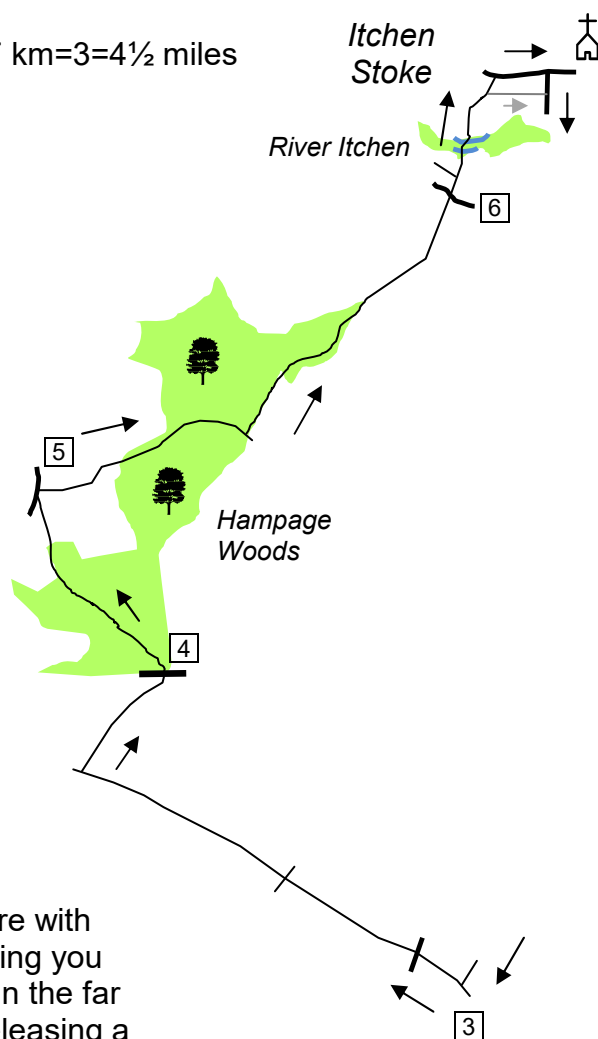 km=3=4½ miles
Itchen
Stoke
River Itchen
6
5
Hampage
Woods
4
re with
ing you
n the far
leasing a
3